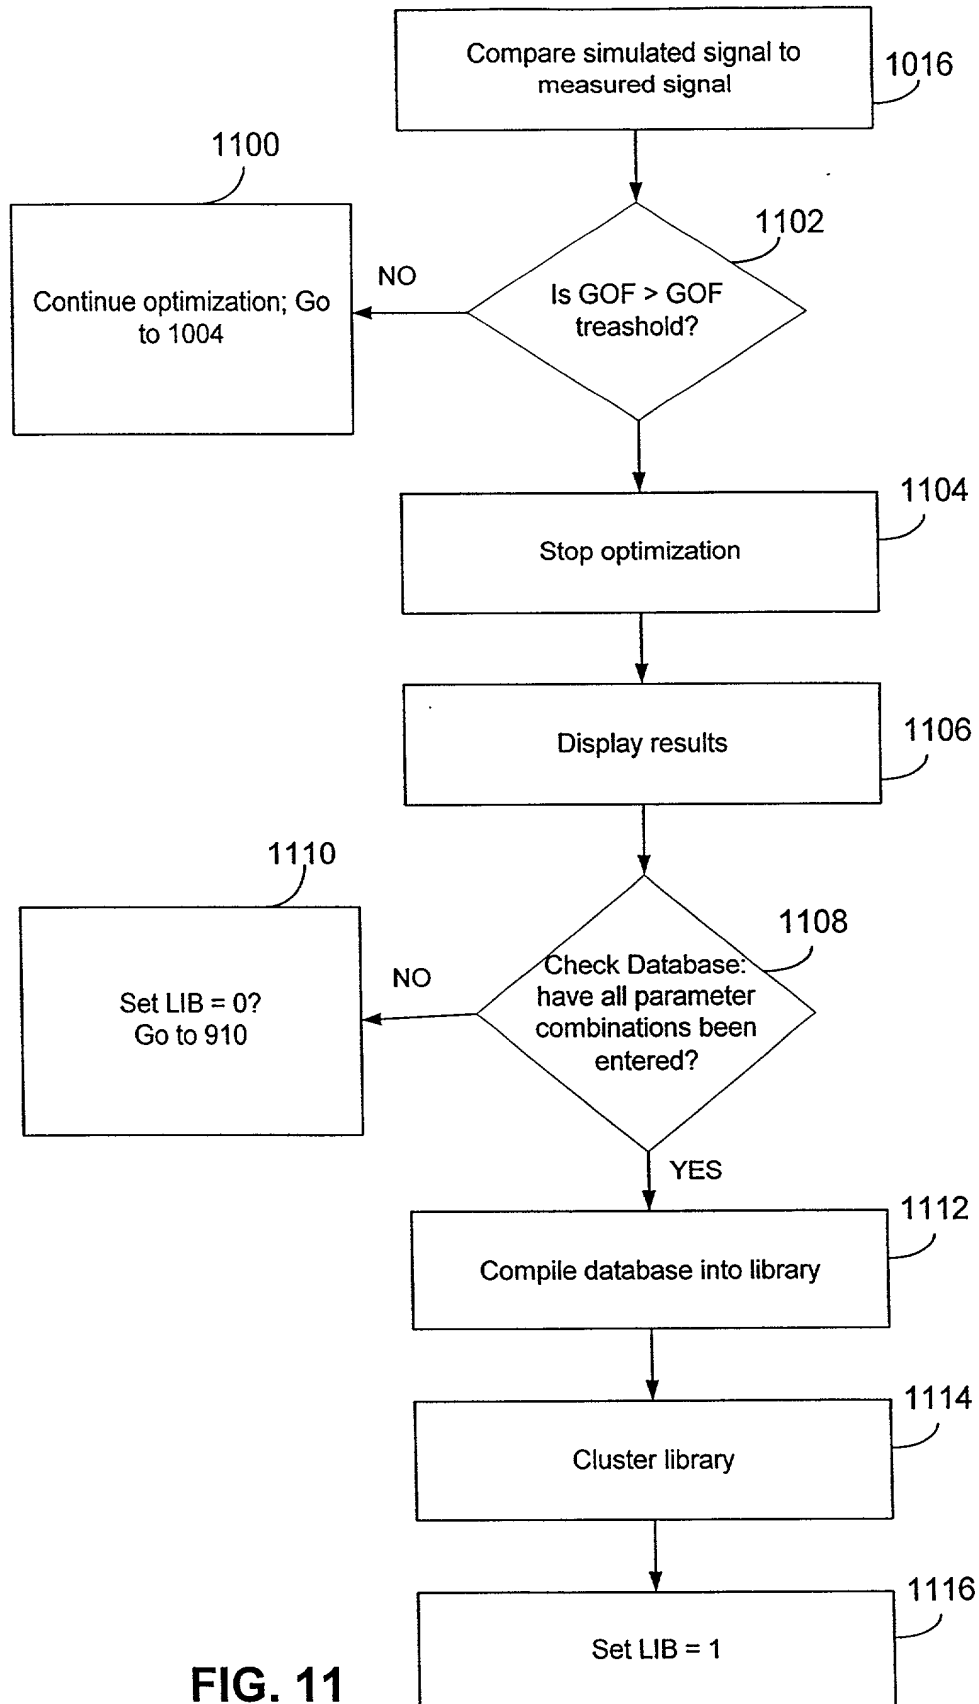 Compare simulated signal to
measured signal
1016
1100
1102
NO
Continue optimization; Go
to 1004
Is GOF > GOF
treashold?
1104
Stop optimization
1106
Display results
1110
1108
NO
Set LIB = 0?
Go to 910
Check Database:
have all parameter
combinations been
entered?
YES
1112
Compile database into library
1114
Cluster library
1116
Set LIB = 1
FIG. 11